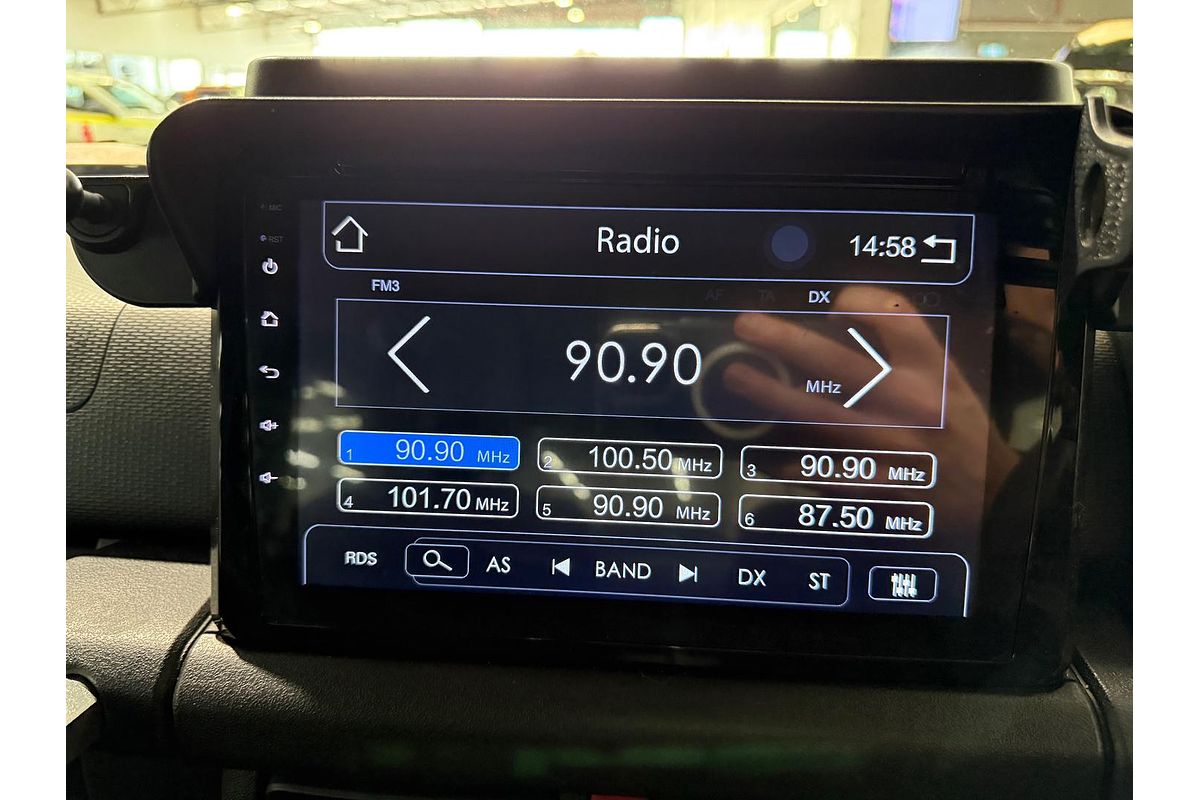 MIC
RST
Radio
14:58
FM3
AF TA DX
90.90
MHz
1 90.90 MHz
2 100.50 MHz
3 90.90 MHz
4 101.70 MHz
5 90.90 MHz
6 87.50 MHz
RDS AS BAND DX ST